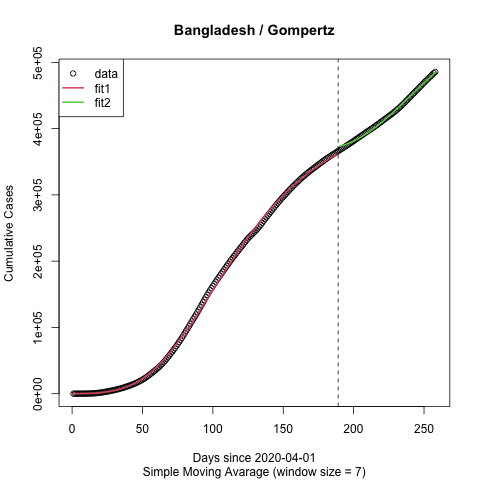 Bangladesh / Gompertz
data
fit1
fit2
Cumulative Cases
0e+00
1e+05
2e+05
3e+05
4e+05
5e+05
0 50 100 150 200 250
Days since 2020-04-01
Simple Moving Avarage (window size = 7)